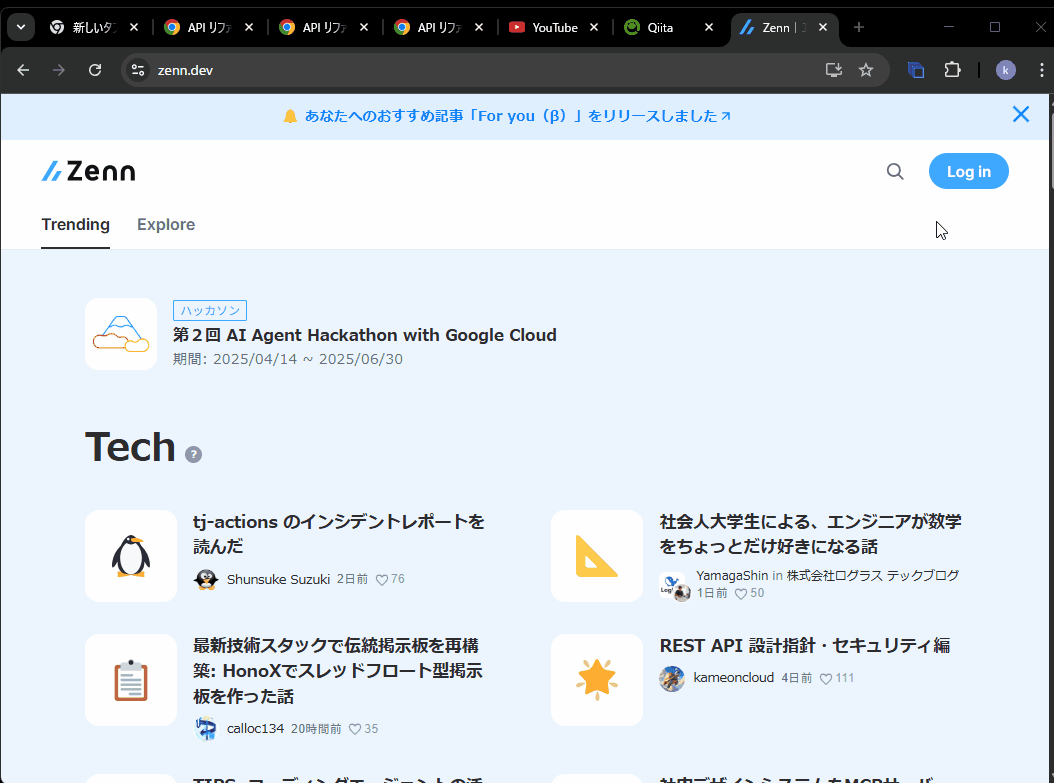 新しいタブ
API リファ
API リファ
API リファ
YouTube
Qiita
Zenn |
zenn.dev
k
あなたへのおすすめ記事「For you（β）」をリリースしました
Zenn
Log in
Trending
Explore
ハッカソン
第２回 AI Agent Hackathon with Google Cloud
期間: 2025/04/14 ~ 2025/06/30
Tech ?
tj-actions のインシデントレポートを
読んだ
Shunsuke Suzuki 2日前 76
社会人大学生による、エンジニアが数学
をちょっとだけ好きになる話
YamagaShin in 株式会社ログラス テックブログ
1日前 50
最新技術スタックで伝統掲示板を再構
築: HonoXでスレッドフロート型掲示
板を作った話
calloc134 20時間前 35
REST API 設計指針・セキュリティ編
kameoncloud 4日前 111